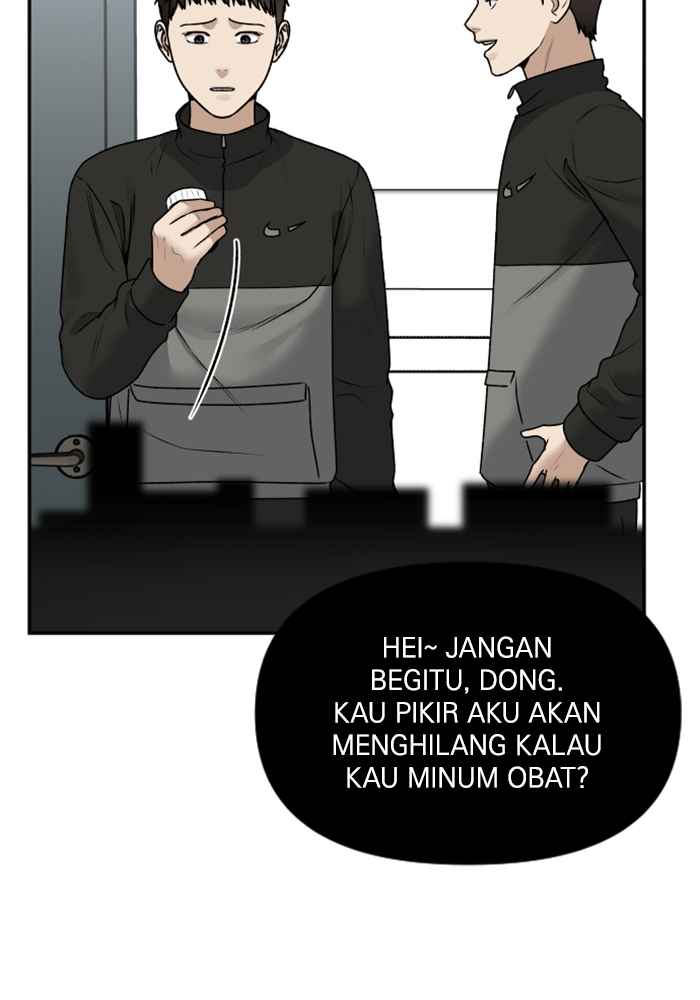 HEI~ JANGAN
BEGITU, DONG.
KAU PIKIR AKU AKAN
MENGHILANG KALAU
KAU MINUM OBAT?